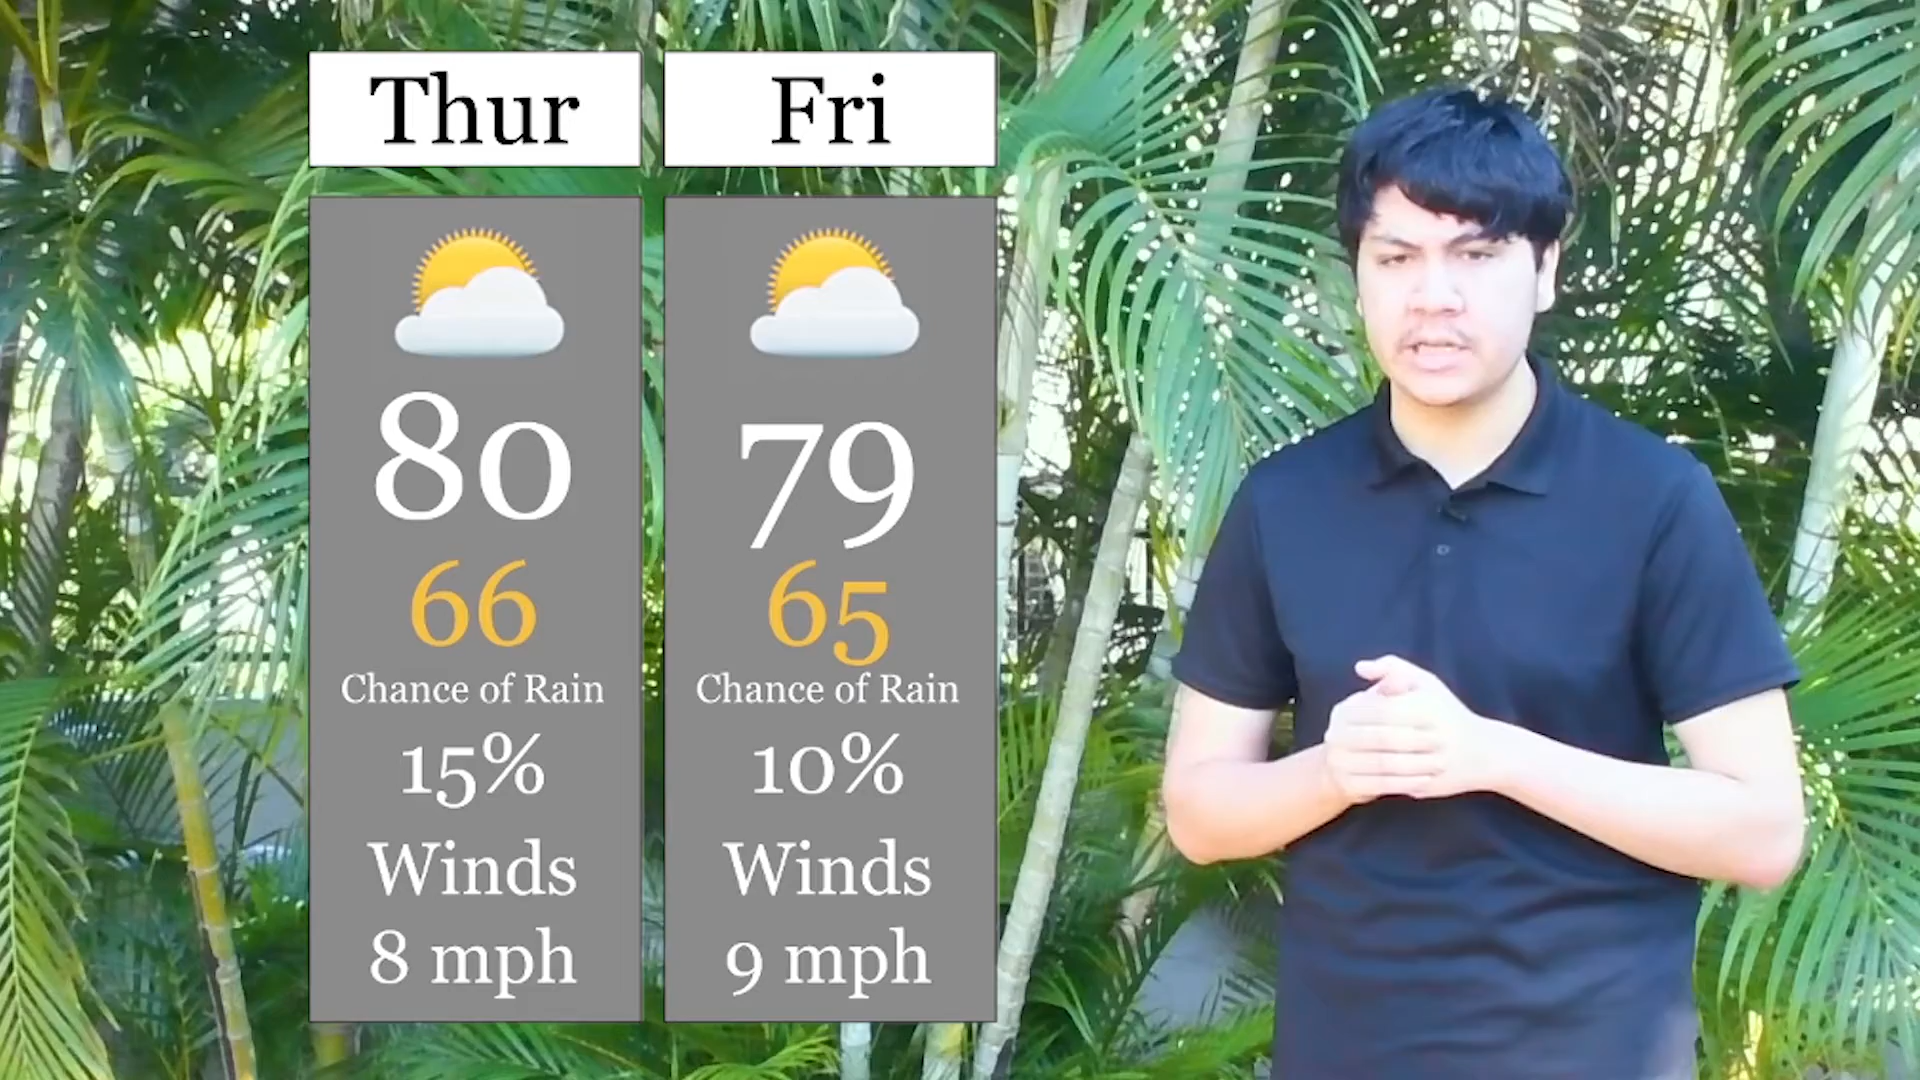 Thur
80
66
Chance of Rain
15%
Winds
8 mph
Fri
79
65
Chance of Rain
10%
Winds
9 mph